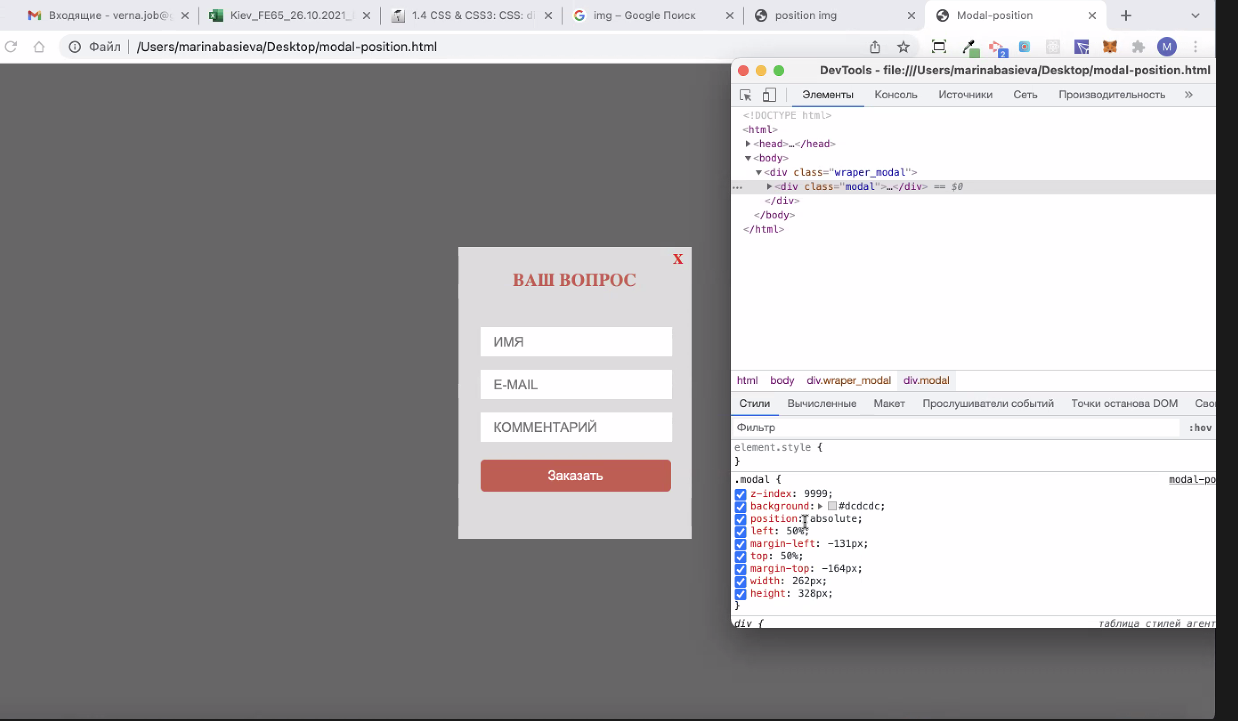 Входящие - verna.job@g
Kiev_FE65_26.10.2021_
1.4 CSS & CSS3: CSS: di
img – Google Поиск
position img
Modal-position
Файл | /Users/marinabasieva/Desktop/modal-position.html
2
M
DevTools - file:///Users/marinabasieva/Desktop/modal-position.html
Элементы Консоль Источники Сеть Производительность »
<!DOCTYPE html>
<html>
<head>…</head>
<body>
<div class="wraper_modal">
… <div class="modal">…</div> == $0
</div>
</body>
</html>
X
ВАШ ВОПРОС
ИМЯ
E-MAIL
КОММЕНТАРИЙ
Заказать
html body div.wraper_modal div.modal
Стили Вычисленные Макет Прослушиватели событий Точки останова DOM Сво
Фильтр :hov
element.style {
}
.modal { modal-po
z-index: 9999;
background: #dcdcdc;
position: absolute;
left: 50%;
margin-left: -131px;
top: 50%;
margin-top: -164px;
width: 262px;
height: 328px;
}
div { таблица стилей агент